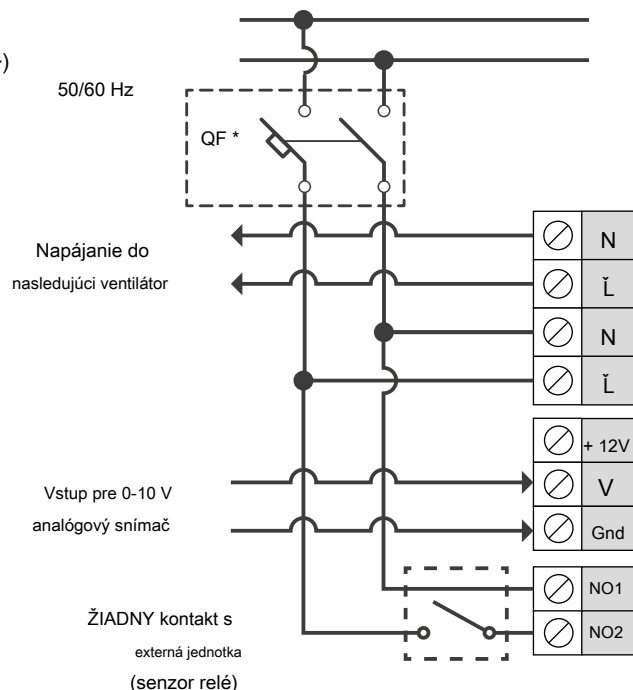 ~)
50/60 Hz
QF *
Napájanie do
nasledujúci ventilátor
N
Ľ
N
Ľ
+ 12V
V
Gnd
Vstup pre 0-10 V
analógový snímač
NO1
NO2
ŽIADNY kontakt s
externá jednotka
(senzor relé)